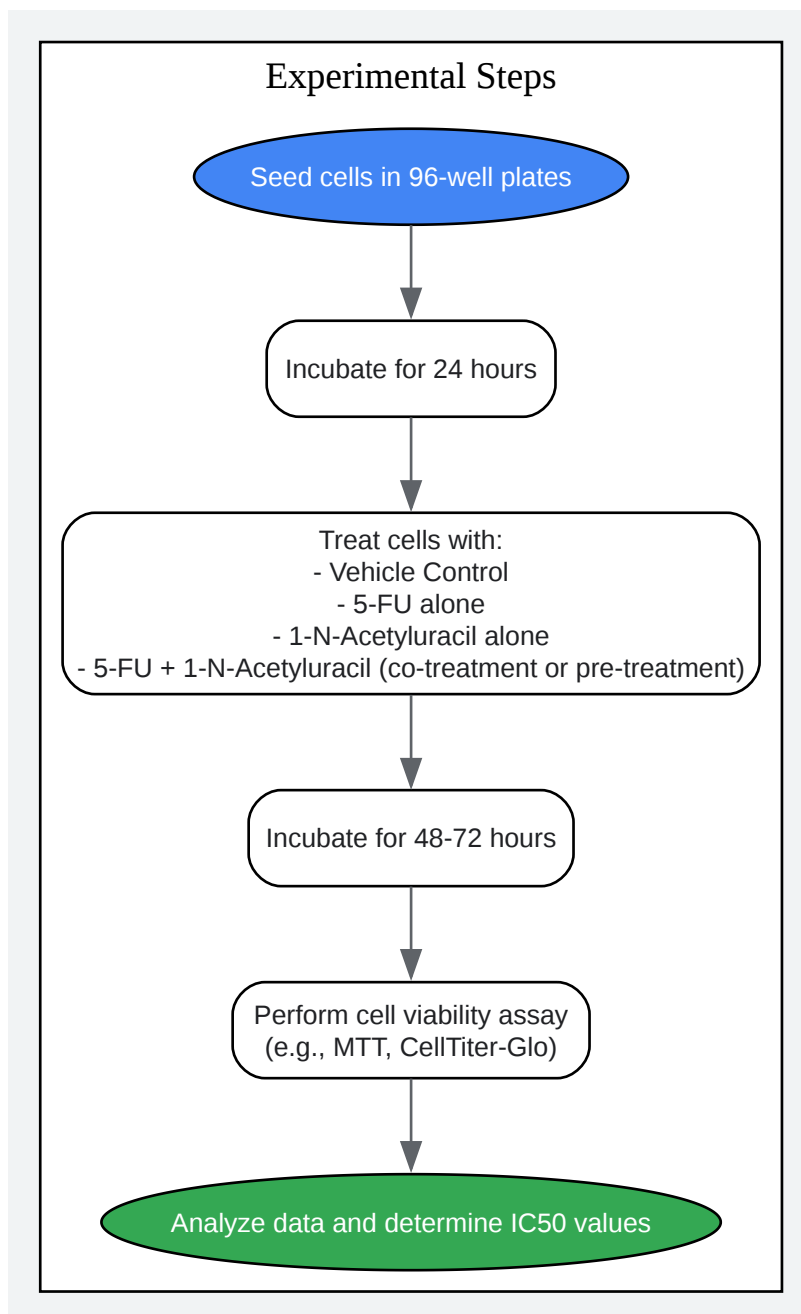 Experimental Steps
Seed cells in 96-well plates
Incubate for 24 hours
Treat cells with:
- Vehicle Control
- 5-FU alone
- 1-N-Acetyluracil alone
- 5-FU + 1-N-Acetyluracil (co-treatment or pre-treatment)
Incubate for 48-72 hours
Perform cell viability assay
(e.g., MTT, CellTiter-Glo)
Analyze data and determine IC50 values